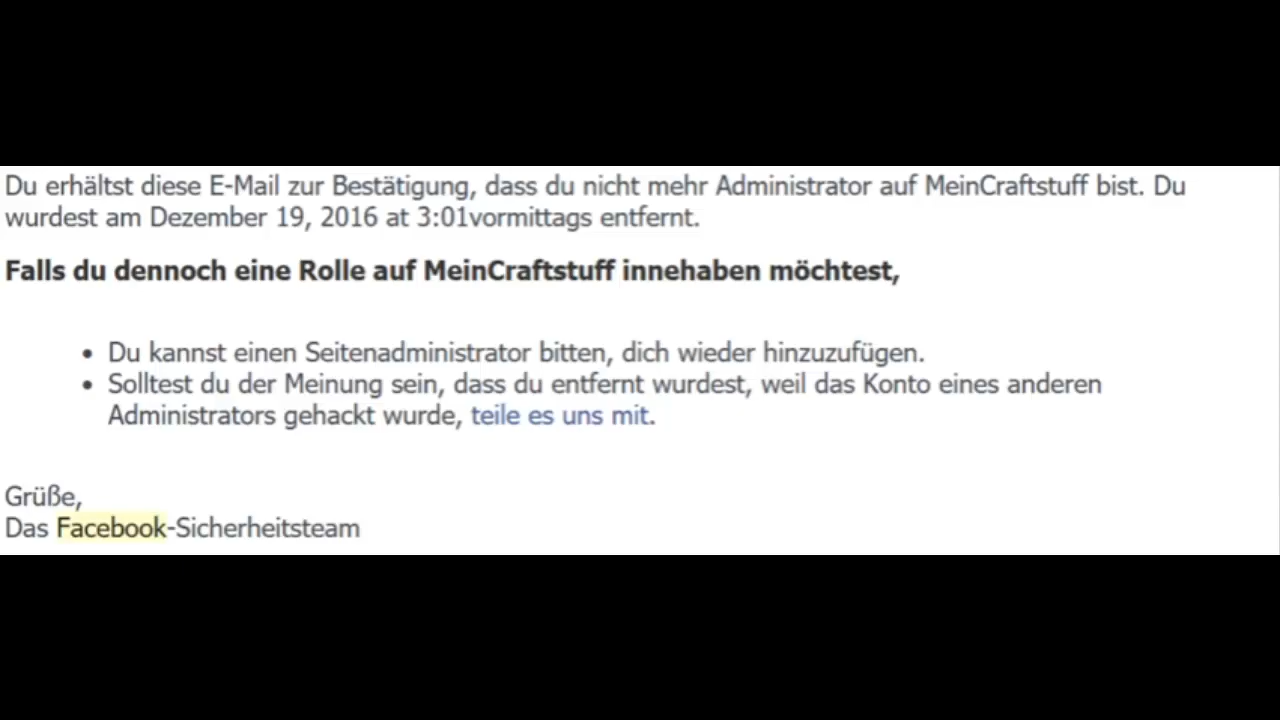 Du erhältst diese E-Mail zur Bestätigung, dass du nicht mehr Administrator auf MeinCraftstuff bist. Du
wurdest am Dezember 19, 2016 at 3:01vormittags entfernt.
Falls du dennoch eine Rolle auf MeinCraftstuff innehaben möchtest,
• Du kannst einen Seitenadministrator bitten, dich wieder hinzuzufügen.
• Solltest du der Meinung sein, dass du entfernt wurdest, weil das Konto eines anderen
Administrators gehackt wurde, teile es uns mit.
Grüße,
Das Facebook-Sicherheitsteam